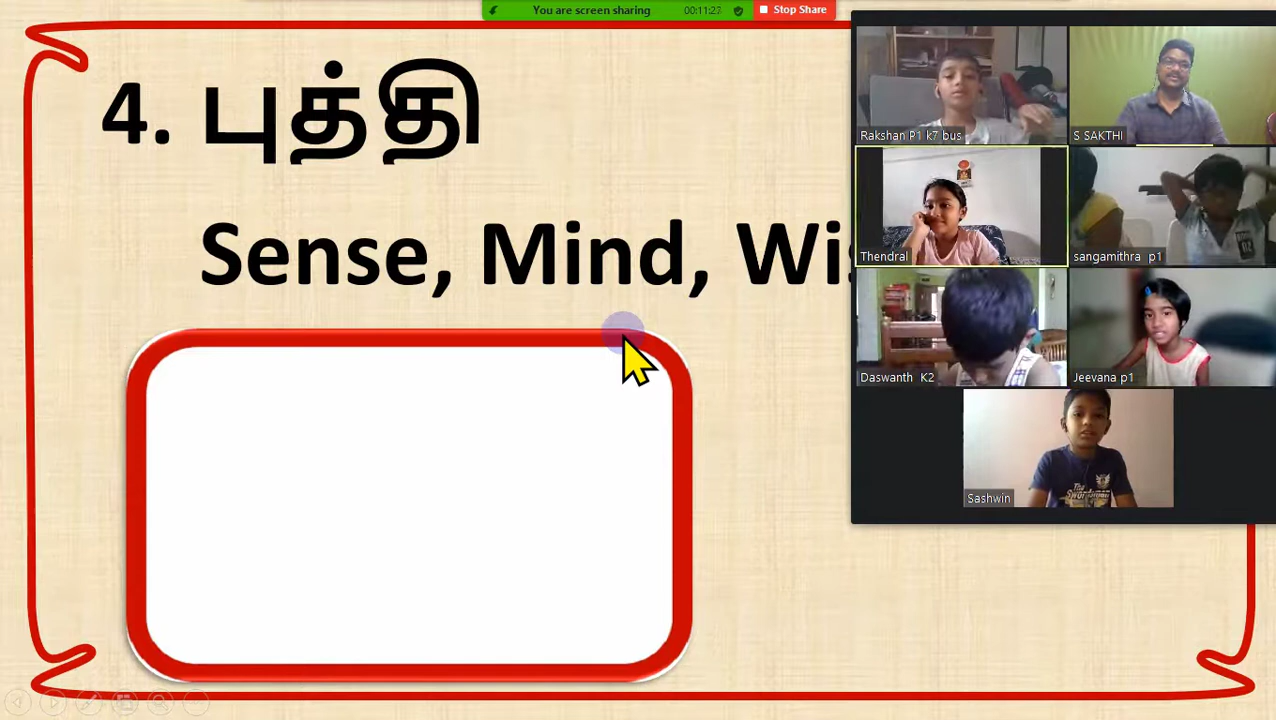 You are screen sharing 00:11:27 Stop Share
4. புத்தி
Sense, Mind, Wis
Rakshan P1 k7 bus
S SAKTHI
Thendral
sangamithra p1
Daswanth K2
Jeevana p1
Sashwin